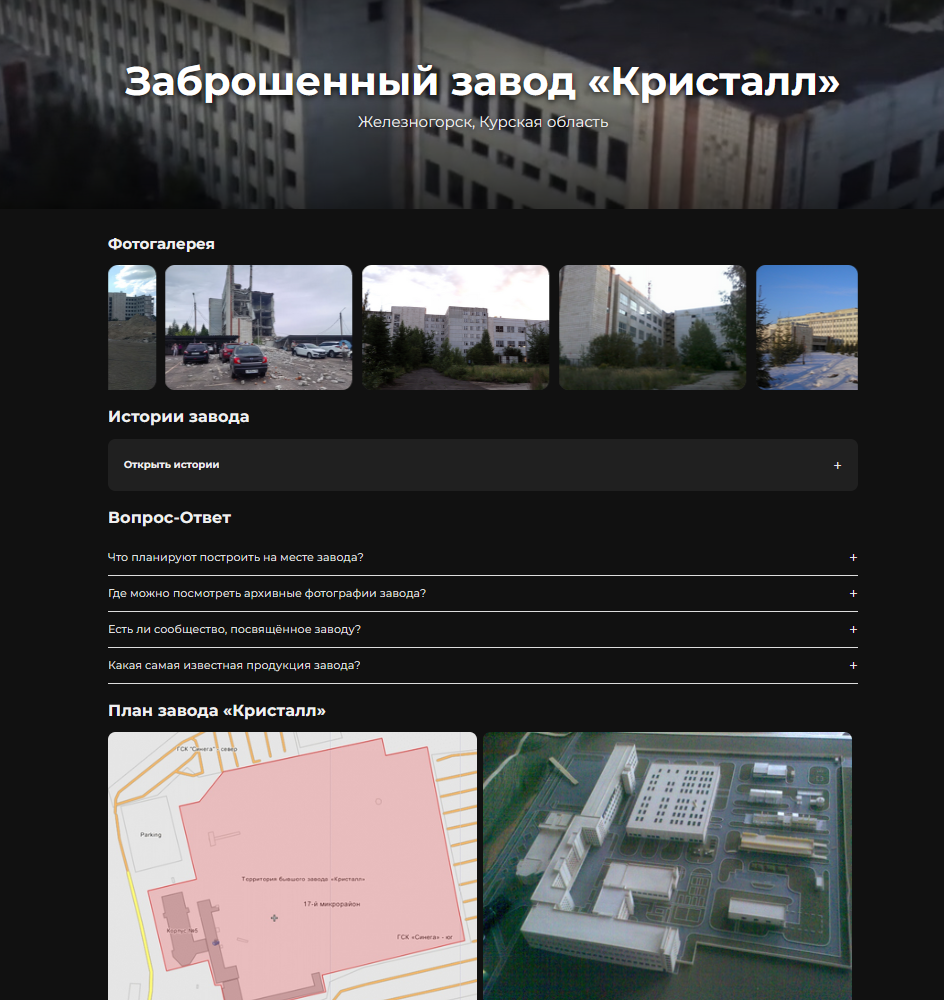 Заброшенный завод «Кристалл»
Железногорск, Курская область
Фотогалерея
Истории завода
Открыть истории +
Вопрос-Ответ
Что планируют построить на месте завода? +
Где можно посмотреть архивные фотографии завода? +
Есть ли сообщество, посвящённое заводу? +
Какая самая известная продукция завода? +
План завода «Кристалл»
ГСК "Синега" - север
Parking
Территория бывшего завода «Кристалл»
17-й микрорайон
Корпус №5
ГСК «Синега» - юг